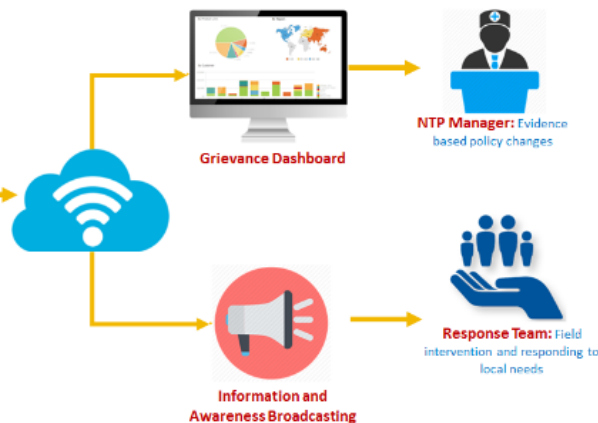 Grievance Dashboard
NTP Manager: Evidence
based policy changes
Information and
Awareness Broadcasting
Response Team: Field
intervention and responding to
local needs